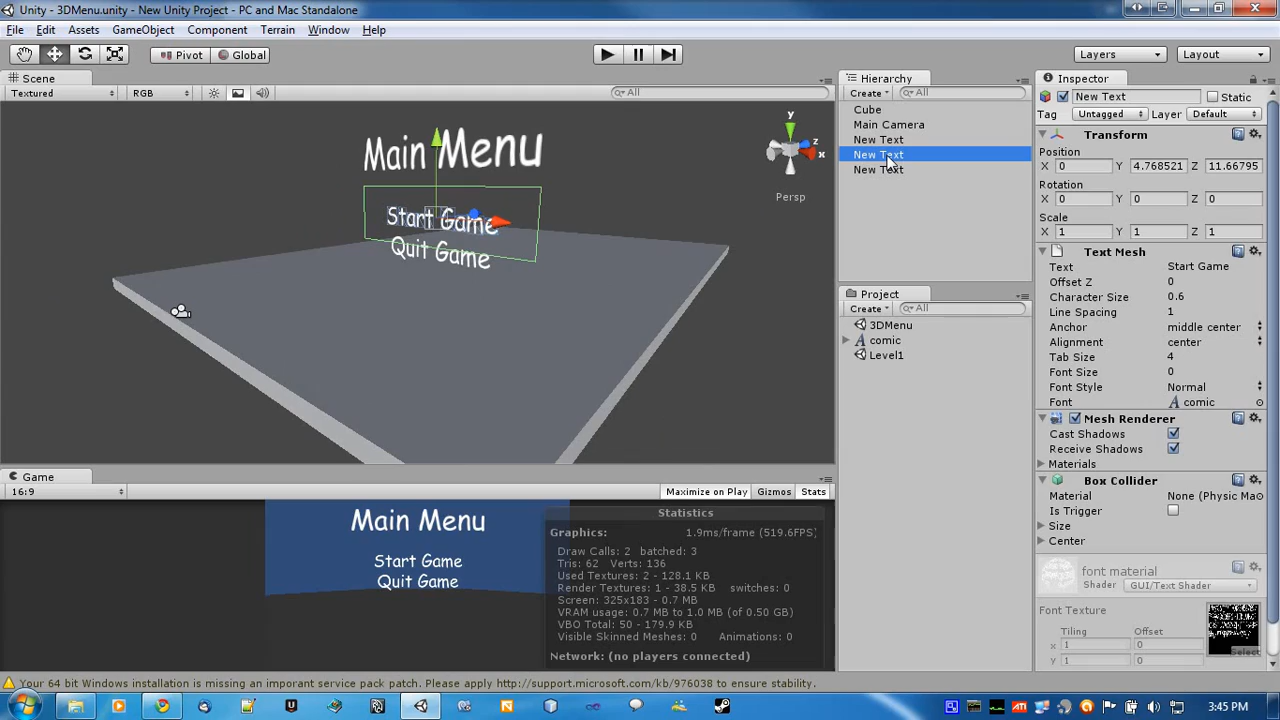 Unity - 3DMenu.unity - New Unity Project - PC and Mac Standalone
File Edit Assets GameObject Component Terrain Window Help
Pivot Global Layers Layout
Scene
Textured RGB All
Main Menu
Start Game
Quit Game
y
z
x
Persp
Hierarchy
Create All
Cube
Main Camera
New Text
New Text
New Text
Project
Create All
3DMenu
comic
Level1
Inspector
New Text Static
Tag Untagged Layer Default
Transform
Position
X 0 Y 4.768521 Z 11.66795
Rotation
X 0 Y 0 Z 0
Scale
X 1 Y 1 Z 1
Text Mesh
Text Start Game
Offset Z 0
Character Size 0.6
Line Spacing 1
Anchor middle center
Alignment center
Tab Size 4
Font Size 0
Font Style Normal
Font comic
Mesh Renderer
Cast Shadows
Receive Shadows
Materials
Box Collider
Material None (Physic Ma
Is Trigger
Size
Center
font material
Shader GUI/Text Shader
Font Texture
Tiling Offset
x 1 0
y 1 0
Select
Game
16:9 Maximize on Play Gizmos Stats
Main Menu
Start Game
Quit Game
Statistics
Graphics: 1.9ms/frame (519.6FPS)
Draw Calls: 2 batched: 3
Tris: 62 Verts: 136
Used Textures: 2 - 128.1 KB
Render Textures: 1 - 38.5 KB switches: 0
Screen: 325x183 - 0.7 MB
VRAM usage: 0.7 MB to 1.0 MB (of 0.50 GB)
VBO Total: 50 - 179.9 KB
Visible Skinned Meshes: 0 Animations: 0
Network: (no players connected)
Your 64 bit Windows installation is missing an imporant service pack patch. Please apply http://support.microsoft.com/kb/976038 to ensure stability.
3:45 PM